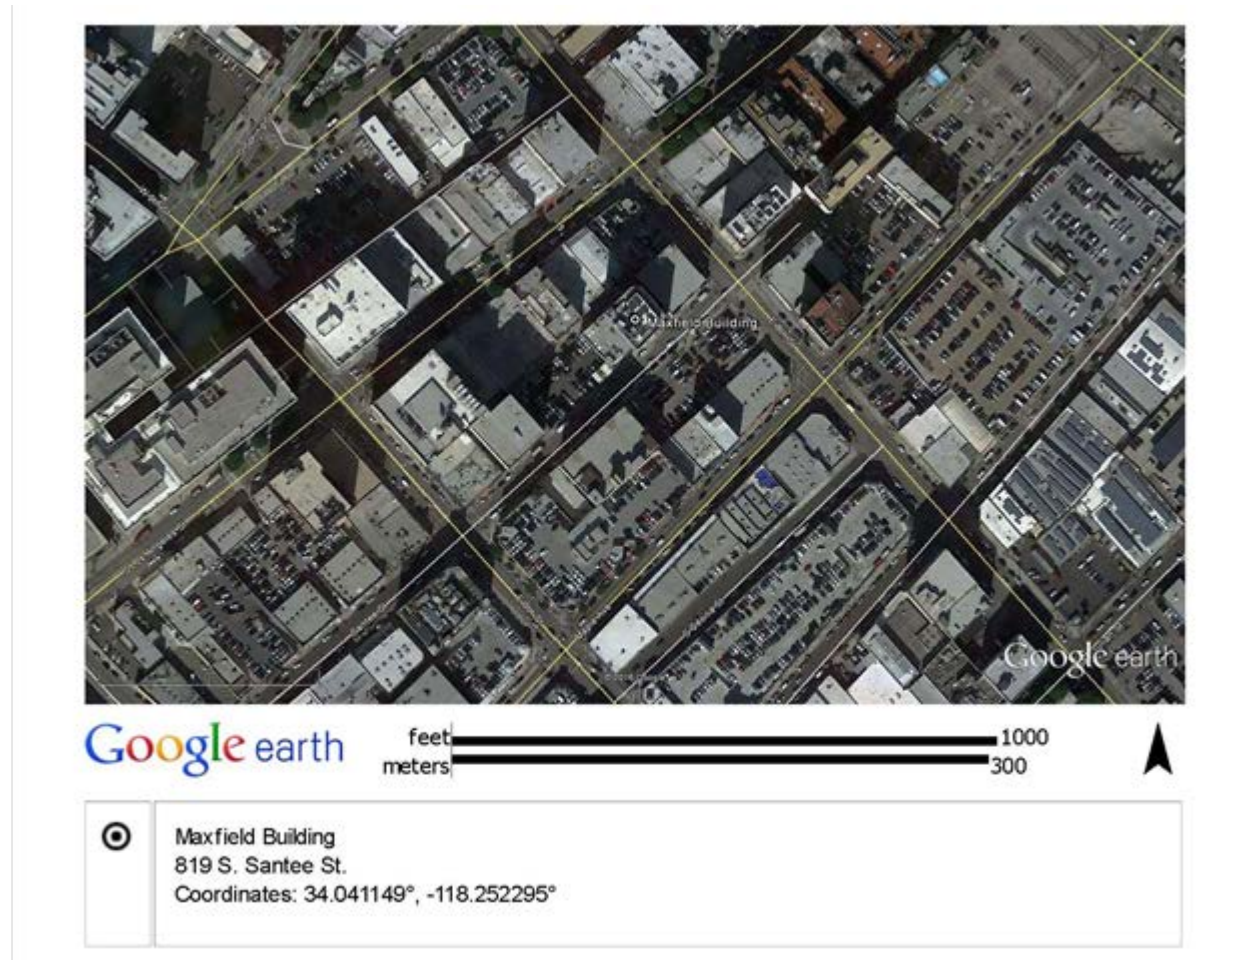 Maxfield Building
Google earth
Google earth
feet 1000
meters 300
Maxfield Building
819 S. Santee St.
Coordinates: 34.041149°, -118.252295°